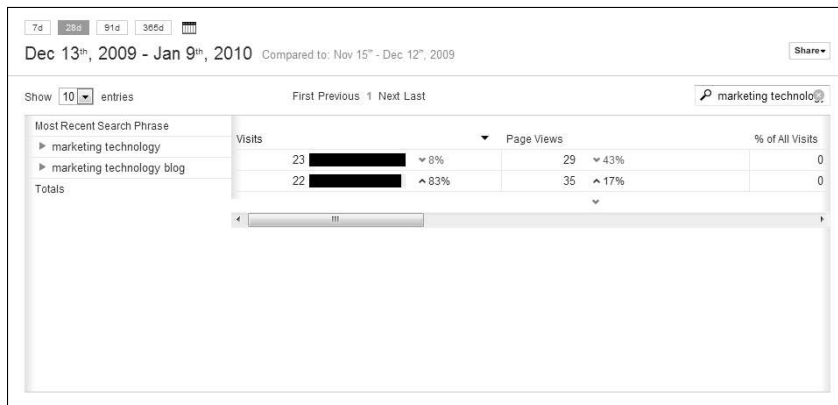 7d 28d 91d 365d
Dec 13th, 2009 - Jan 9th, 2010 Compared to: Nov 15th - Dec 12th, 2009
Share
Show 10 entries First Previous 1 Next Last marketing technolog
Most Recent Search Phrase Visits Page Views % of All Visits
marketing technology 23 8% 29 43% 0
marketing technology blog 22 83% 35 17% 0
Totals